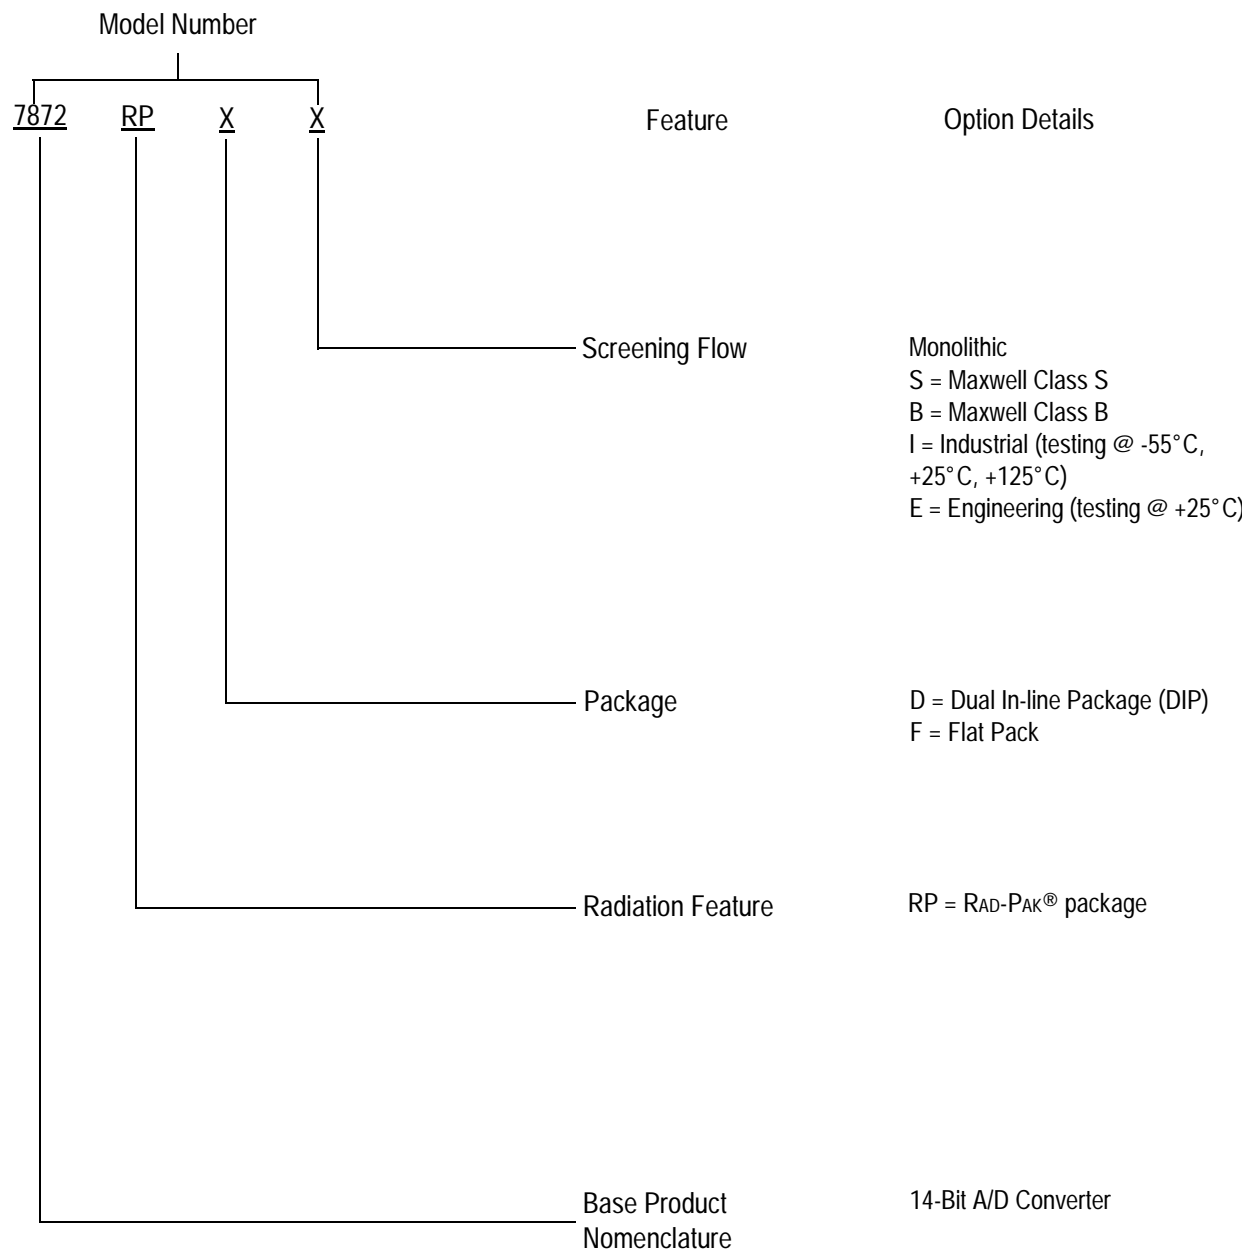 Model Number
7872 RP X X Feature Option Details
Screening Flow Monolithic
S = Maxwell Class S
B = Maxwell Class B
I = Industrial (testing @ -55°C,
+25°C, +125°C)
E = Engineering (testing @ +25°C)
Package D = Dual In-line Package (DIP)
F = Flat Pack
Radiation Feature RP = RAD-PAK® package
Base Product 14-Bit A/D Converter
Nomenclature